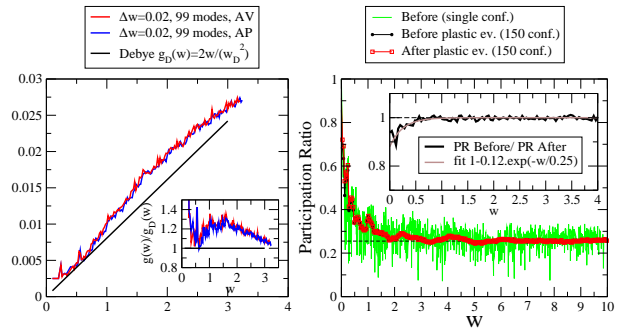 Δw=0.02, 99 modes, AV
Δw=0.02, 99 modes, AP
Debye g_D(w)=2w/(w_D^2)
Before (single conf.)
Before plastic ev. (150 conf.)
After plastic ev. (150 conf.)
0.03
0.025
0.02
0.015
0.01
0.005
0
0 1 2 3 4
g(w)/g_D(w)
1.4
1.2
1
0.8
0 1 2 3 4
w
Participation Ratio
1
0.8
0.6
0.4
0.2
0
0 1 2 3 4 5 6 7 8 9 10
w
1
0.8
PR Before/ PR After
fit 1-0.12.exp(-w/0.25)
0 0.5 1 1.5 2 2.5 3 3.5 4
w